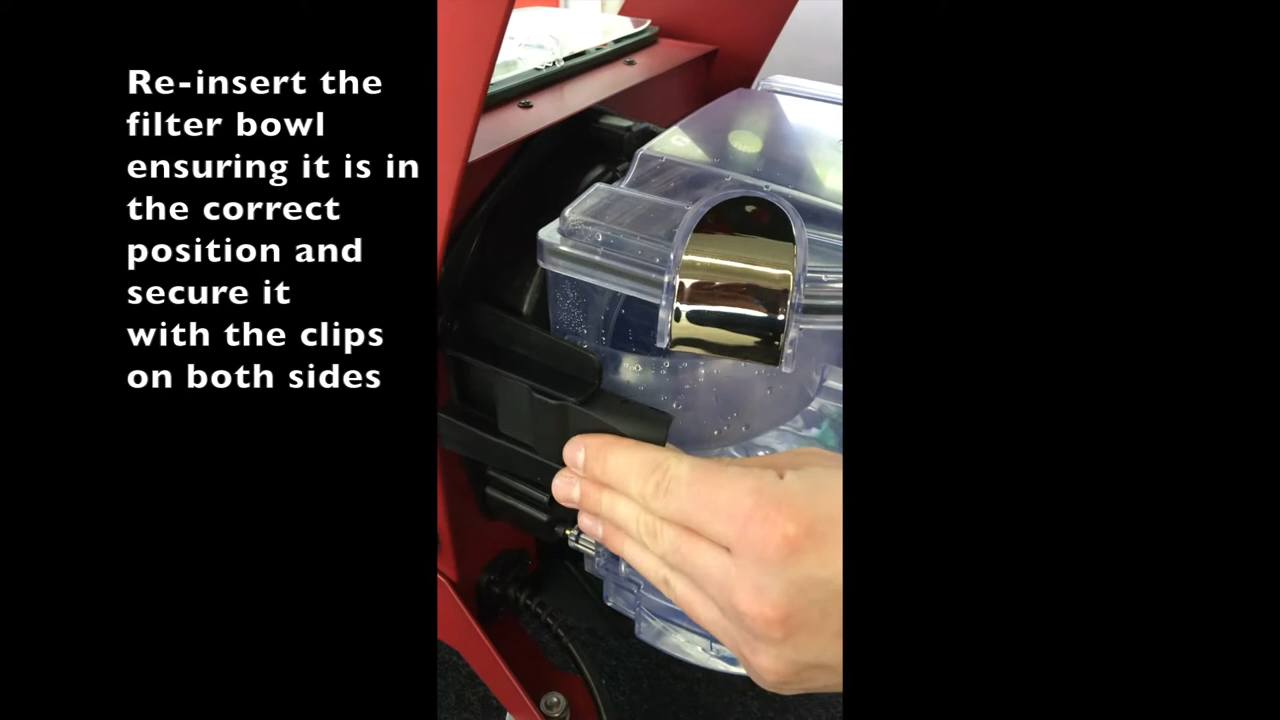 Re-insert the
filter bowl
ensuring it is in
the correct
position and
secure it
with the clips
on both sides